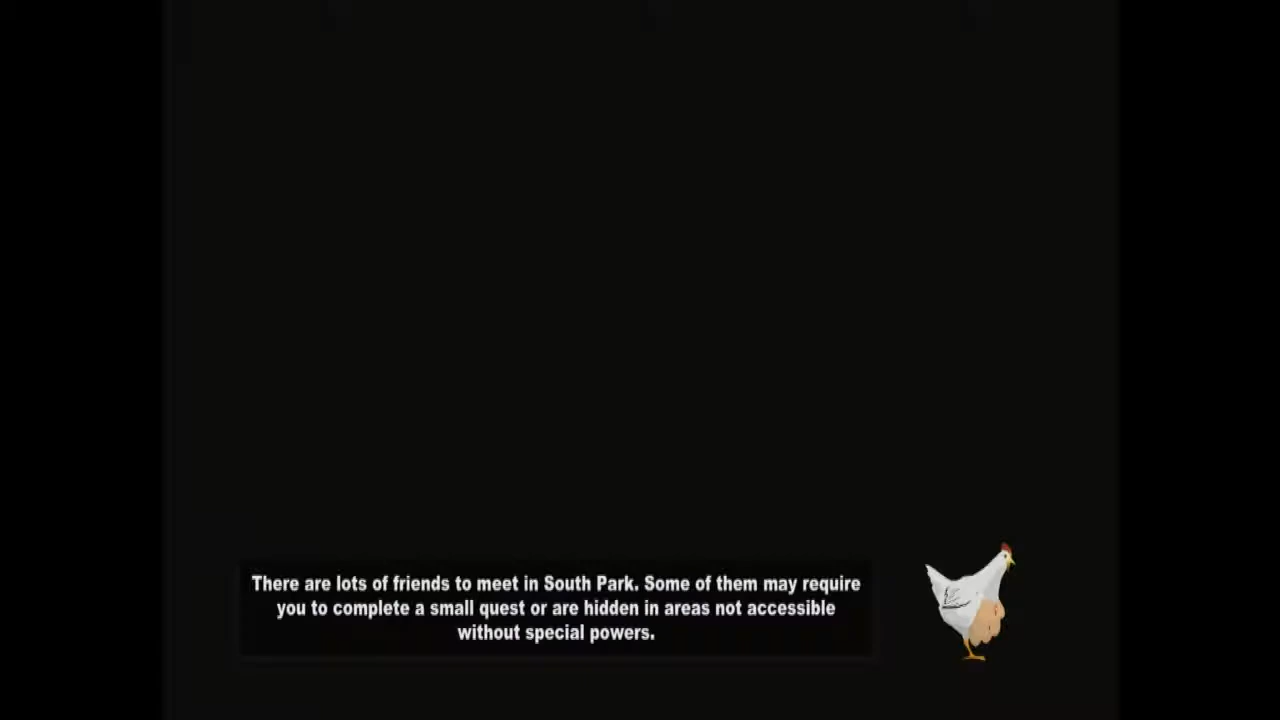 There are lots of friends to meet in South Park. Some of them may require
you to complete a small quest or are hidden in areas not accessible
without special powers.